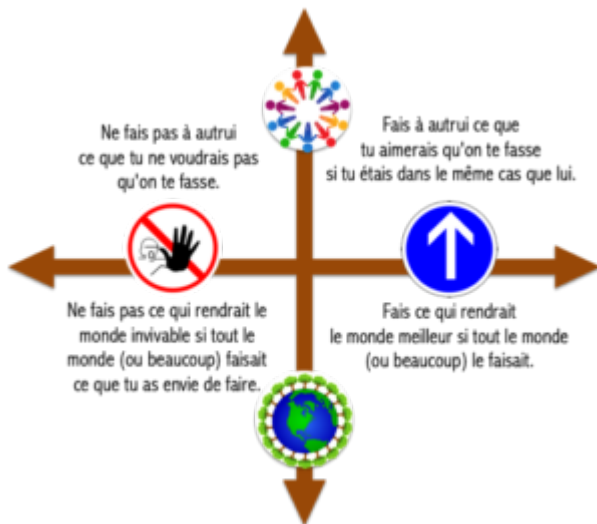 Ne fais pas à autrui
ce que tu ne voudrais pas
qu'on te fasse.
Fais à autrui ce que
tu aimerais qu'on te fasse
si tu étais dans le même cas que lui.
Ne fais pas ce qui rendrait le
monde invivable si tout le
monde (ou beaucoup) faisait
ce que tu as envie de faire.
Fais ce qui rendrait
le monde meilleur si tout le monde
(ou beaucoup) le faisait.